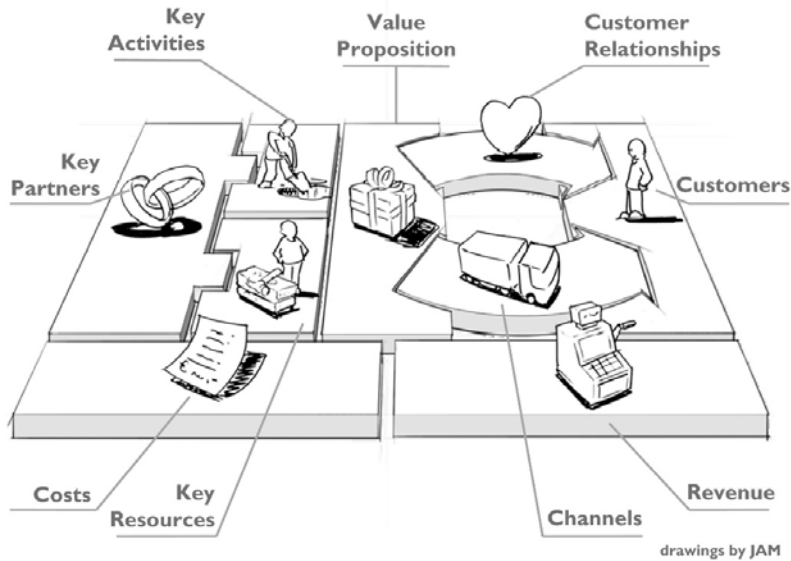 Key
Activities
Value
Proposition
Customer
Relationships
Key
Partners
Customers
Costs
Key
Resources
Channels
Revenue
drawings by JAM